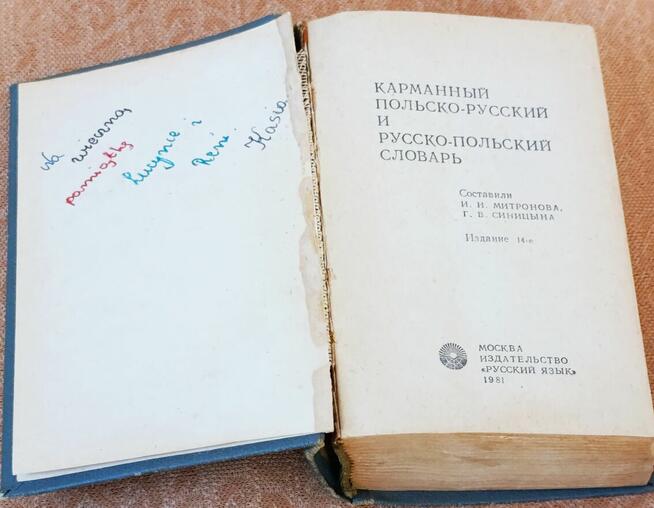 Na wieczną
pamiątkę
Lucynce i
Reni
Kasia
КАРМАННЫЙ
ПОЛЬСКО-РУССКИЙ
И
РУССКО-ПОЛЬСКИЙ
СЛОВАРЬ
Составили
И. Н. МИТРОНОВА,
Г. В. СИНИЦЫНА
Издание 14-е
МОСКВА
ИЗДАТЕЛЬСТВО
«РУССКИЙ ЯЗЫК»
1981